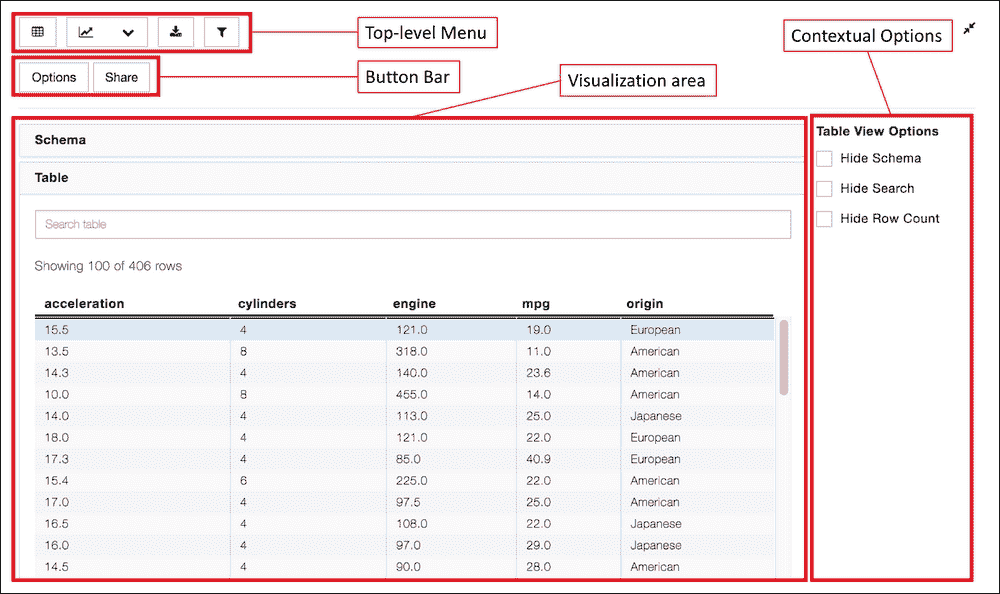 Top-level Menu
Contextual Options
Options Share
Button Bar
Visualization area
Schema
Table
Search table
Showing 100 of 406 rows
acceleration cylinders engine mpg origin
15.5 4 121.0 19.0 European
13.5 8 318.0 11.0 American
14.3 4 140.0 23.6 American
10.0 8 455.0 14.0 American
14.0 4 113.0 25.0 Japanese
18.0 4 121.0 22.0 European
17.3 4 85.0 40.9 European
15.4 6 225.0 22.0 American
17.0 4 97.5 25.0 American
16.5 4 108.0 22.0 Japanese
16.0 4 97.0 29.0 Japanese
14.5 4 90.0 28.0 American
Table View Options
Hide Schema
Hide Search
Hide Row Count